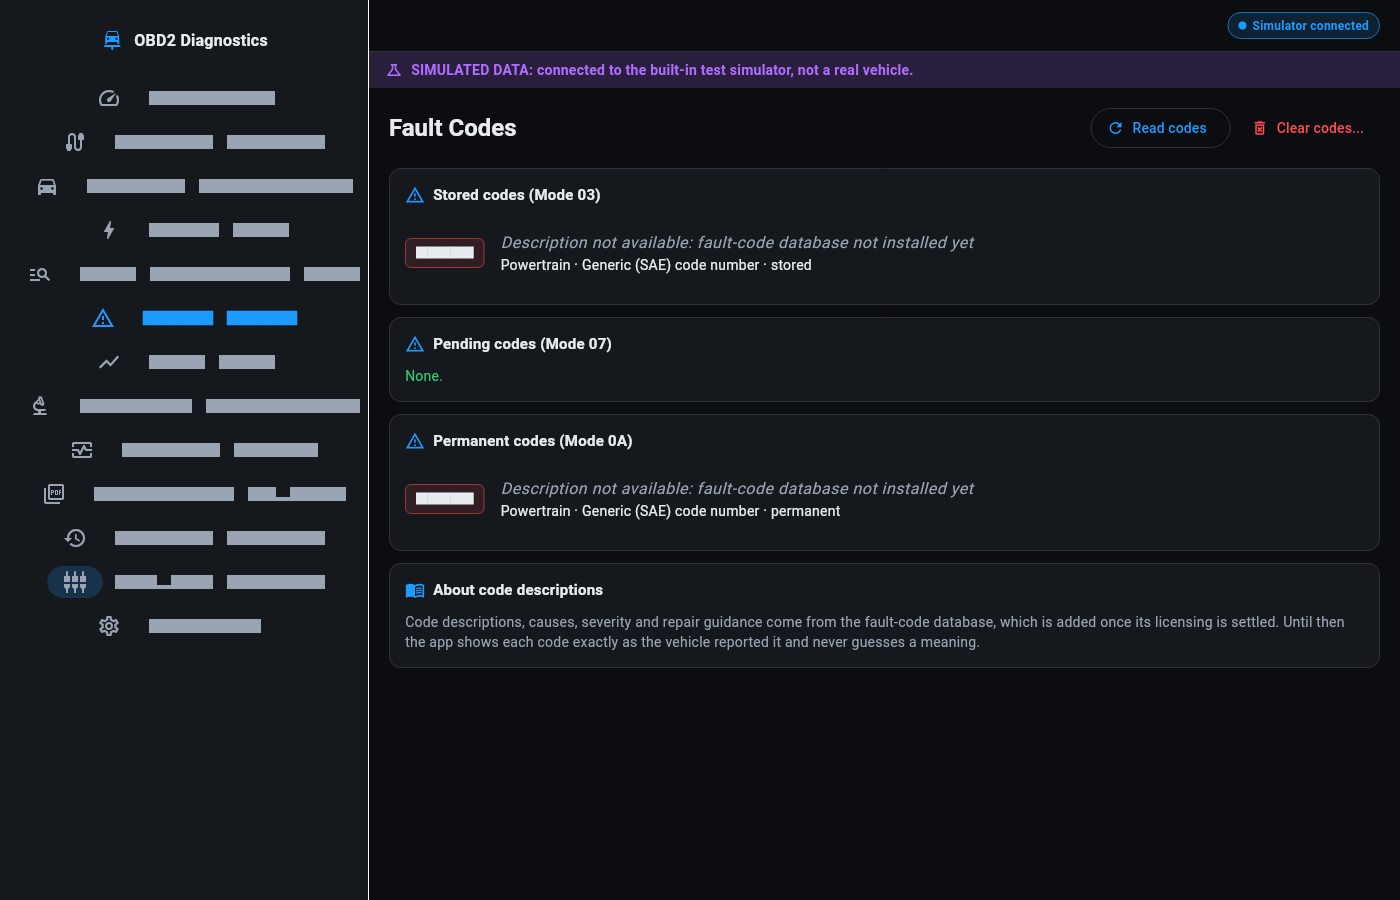 OBD2 Diagnostics
Simulator connected
SIMULATED DATA: connected to the built-in test simulator, not a real vehicle.
Fault Codes
Read codes
Clear codes...
Stored codes (Mode 03)
Description not available: fault-code database not installed yet
Powertrain · Generic (SAE) code number · stored
Pending codes (Mode 07)
None.
Permanent codes (Mode 0A)
Description not available: fault-code database not installed yet
Powertrain · Generic (SAE) code number · permanent
About code descriptions
Code descriptions, causes, severity and repair guidance come from the fault-code database, which is added once its licensing is settled. Until then
the app shows each code exactly as the vehicle reported it and never guesses a meaning.
PDF